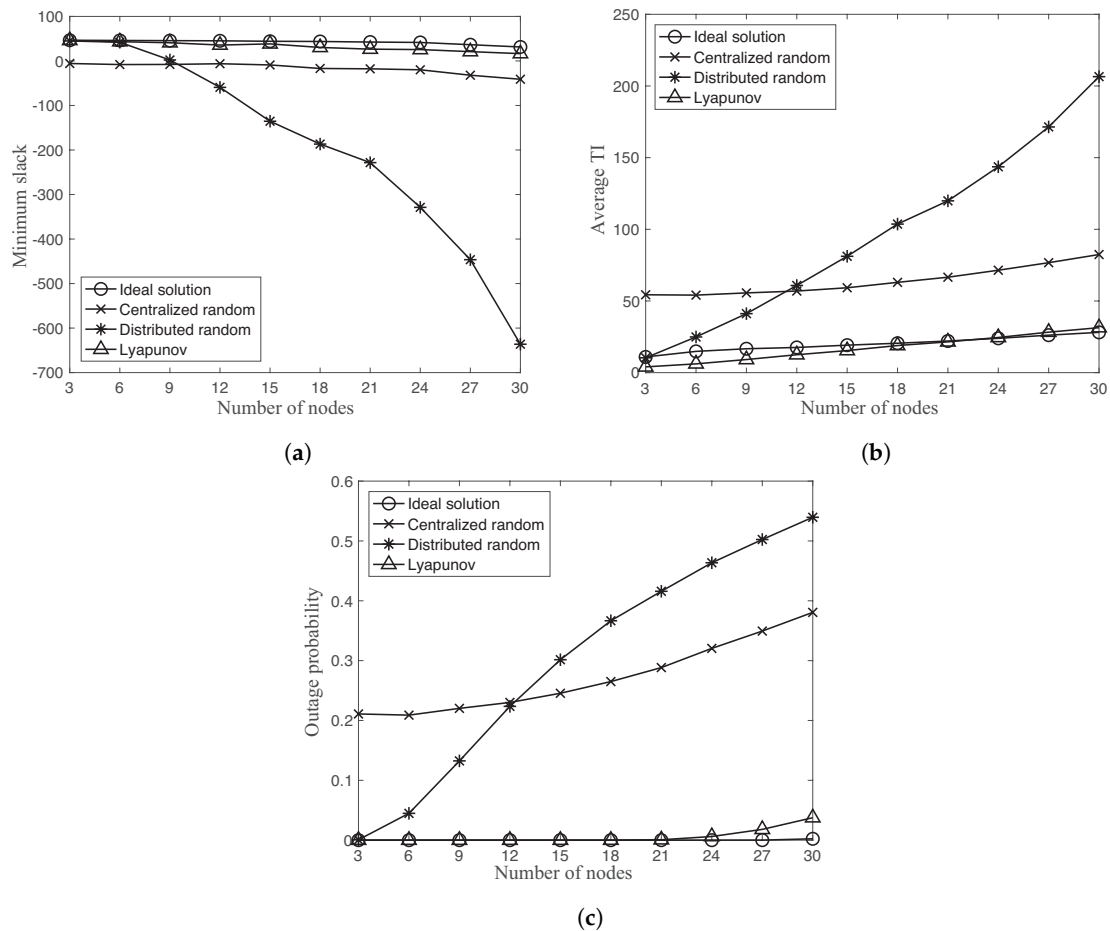 100
0
-100
-200
-300
-400
-500
-600
-700
Minimum slack
Ideal solution
Centralized random
Distributed random
Lyapunov
3 6 9 12 15 18 21 24 27 30
Number of nodes
(a)
250
200
150
100
50
0
Average TI
Ideal solution
Centralized random
Distributed random
Lyapunov
3 6 9 12 15 18 21 24 27 30
Number of nodes
(b)
0.6
0.5
0.4
0.3
0.2
0.1
0
Outage probability
Ideal solution
Centralized random
Distributed random
Lyapunov
3 6 9 12 15 18 21 24 27 30
Number of nodes
(c)